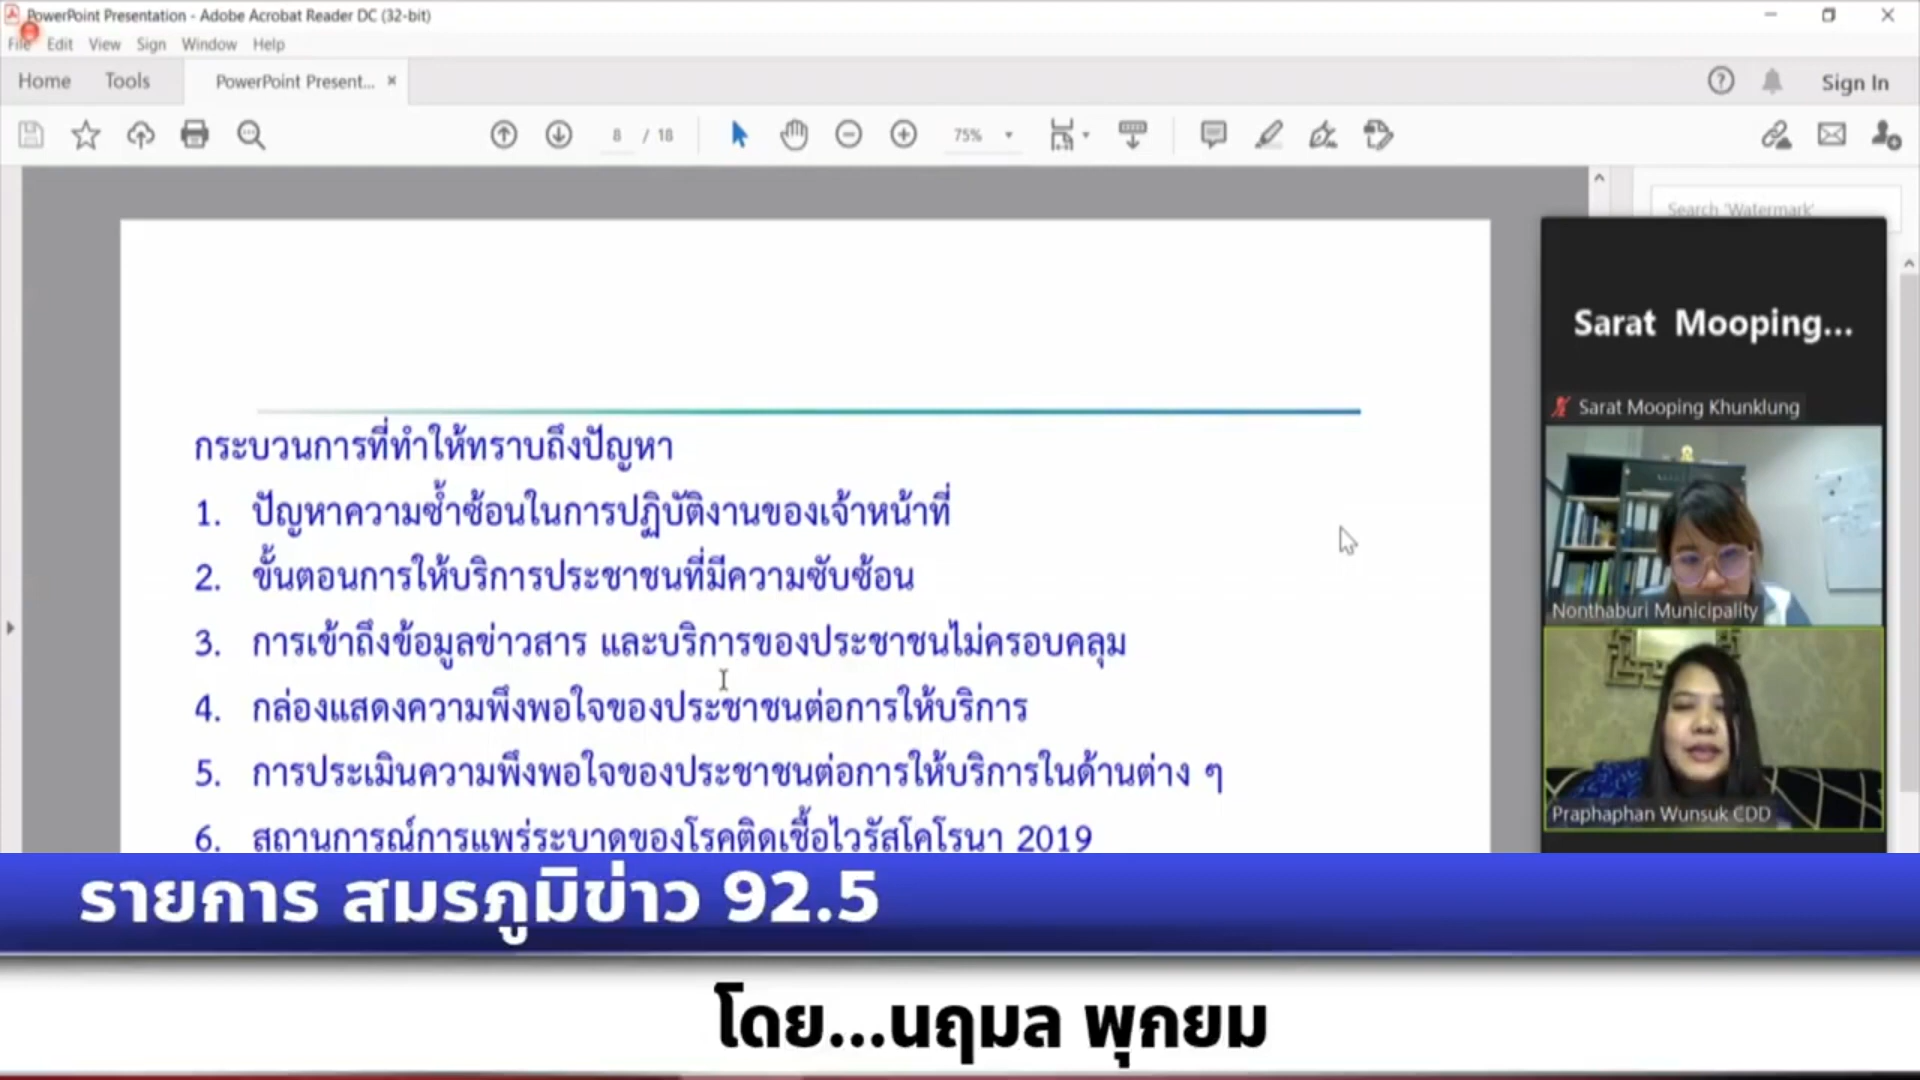 PowerPoint Presentation - Adobe Acrobat Reader DC (32-bit)
File Edit View Sign Window Help
Home Tools PowerPoint Present... × Sign In
8 / 18 75%
Search 'Watermark'
กระบวนการที่ทำให้ทราบถึงปัญหา
1. ปัญหาความซ้ำซ้อนในการปฏิบัติงานของเจ้าหน้าที่
2. ขั้นตอนการให้บริการประชาชนที่มีความซับซ้อน
3. การเข้าถึงข้อมูลข่าวสาร และบริการของประชาชนไม่ครอบคลุม
4. กล่องแสดงความพึงพอใจของประชาชนต่อการให้บริการ
5. การประเมินความพึงพอใจของประชาชนต่อการให้บริการในด้านต่าง ๆ
6. สถานการณ์การแพร่ระบาดของโรคติดเชื้อไวรัสโคโรนา 2019
Sarat Mooping...
Sarat Mooping Khunklung
Nonthaburi Municipality
Praphaphan Wunsuk CDD
รายการ สมรภูมิข่าว 92.5
โดย...นฤมล พุกยม